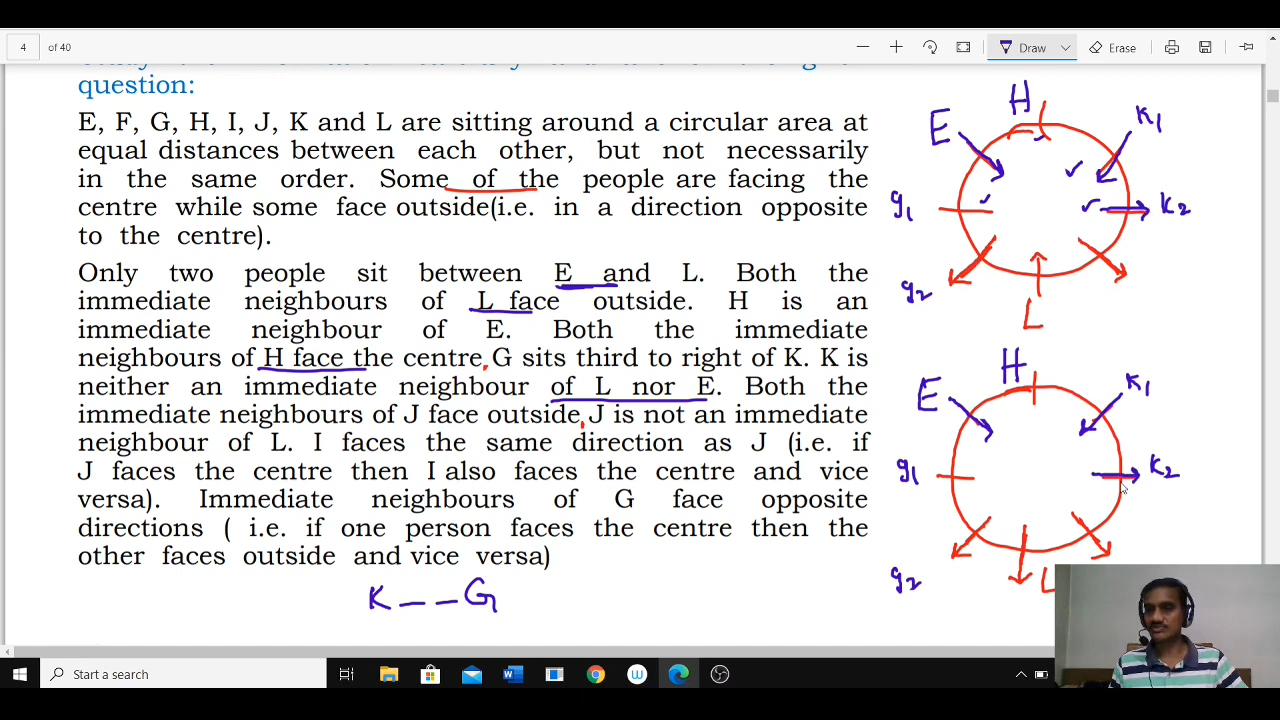 4 of 40
Draw
Erase
question:
E, F, G, H, I, J, K and L are sitting around a circular area at
equal distances between each other, but not necessarily
in the same order. Some of the people are facing the
centre while some face outside(i.e. in a direction opposite
to the centre).
Only two people sit between E and L. Both the
immediate neighbours of L face outside. H is an
immediate neighbour of E. Both the immediate
neighbours of H face the centre. G sits third to right of K. K is
neither an immediate neighbour of L nor E. Both the
immediate neighbours of J face outside. J is not an immediate
neighbour of L. I faces the same direction as J (i.e. if
J faces the centre then I also faces the centre and vice
versa). Immediate neighbours of G face opposite
directions ( i.e. if one person faces the centre then the
other faces outside and vice versa)
K _ _ G
H
E
K1
g1
K2
g2
L
H
E
K1
g1
K2
g2
L
Start a search